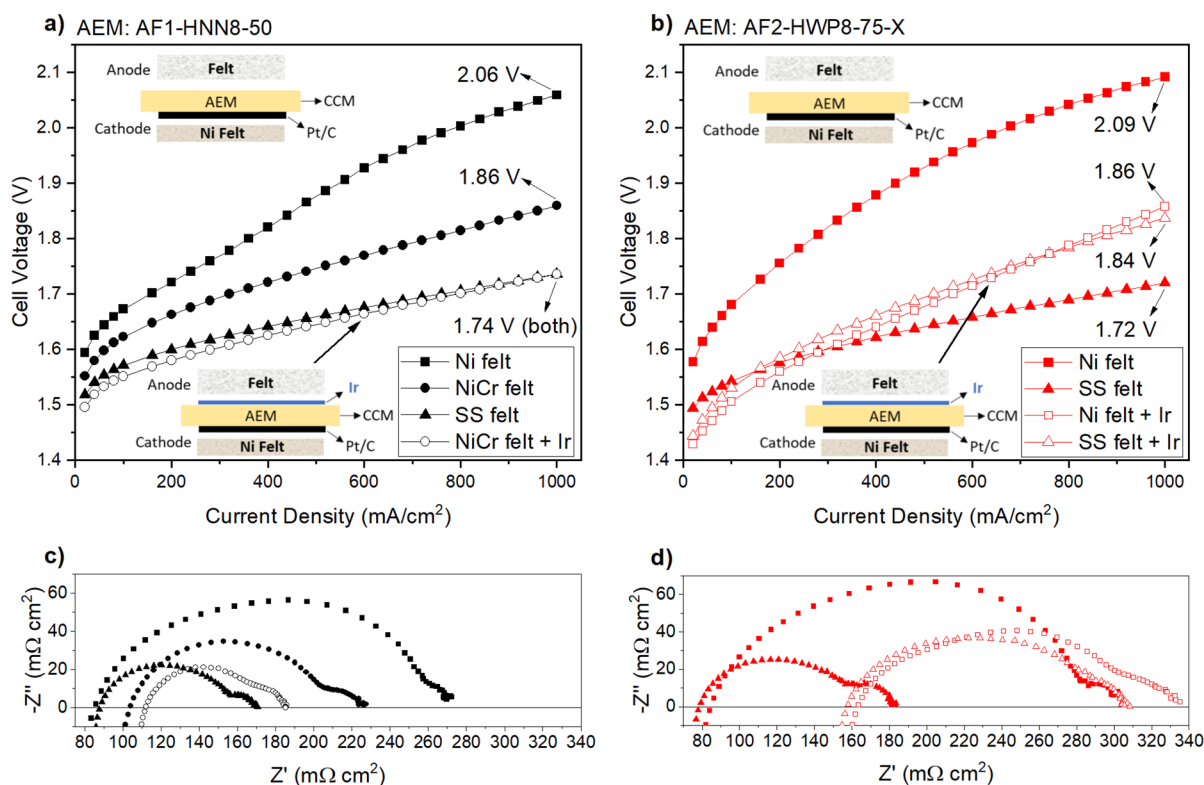 a) AEM: AF1-HNN8-50
Cell Voltage (V)
2.1
2.0
1.9
1.8
1.7
1.6
1.5
1.4
Anode
Felt
AEM
CCM
Cathode
Ni Felt
Pt/C
2.06 V
1.86 V
1.74 V (both)
Anode
Felt
Ir
AEM
CCM
Cathode
Ni Felt
Pt/C
Ni felt
NiCr felt
SS felt
NiCr felt + Ir
0 200 400 600 800 1000
Current Density (mA/cm²)
b) AEM: AF2-HWP8-75-X
Cell Voltage (V)
2.1
2.0
1.9
1.8
1.7
1.6
1.5
1.4
Anode
Felt
AEM
CCM
Cathode
Ni Felt
Pt/C
2.09 V
1.86 V
1.84 V
1.72 V
Anode
Felt
Ir
AEM
CCM
Cathode
Ni Felt
Pt/C
Ni felt
SS felt
Ni felt + Ir
SS felt + Ir
0 200 400 600 800 1000
Current Density (mA/cm²)
c)
-Z'' (mΩ cm²)
60
40
20
0
80 100 120 140 160 180 200 220 240 260 280 300 320 340
Z' (mΩ cm²)
d)
-Z'' (mΩ cm²)
60
40
20
0
80 100 120 140 160 180 200 220 240 260 280 300 320 340
Z' (mΩ cm²)